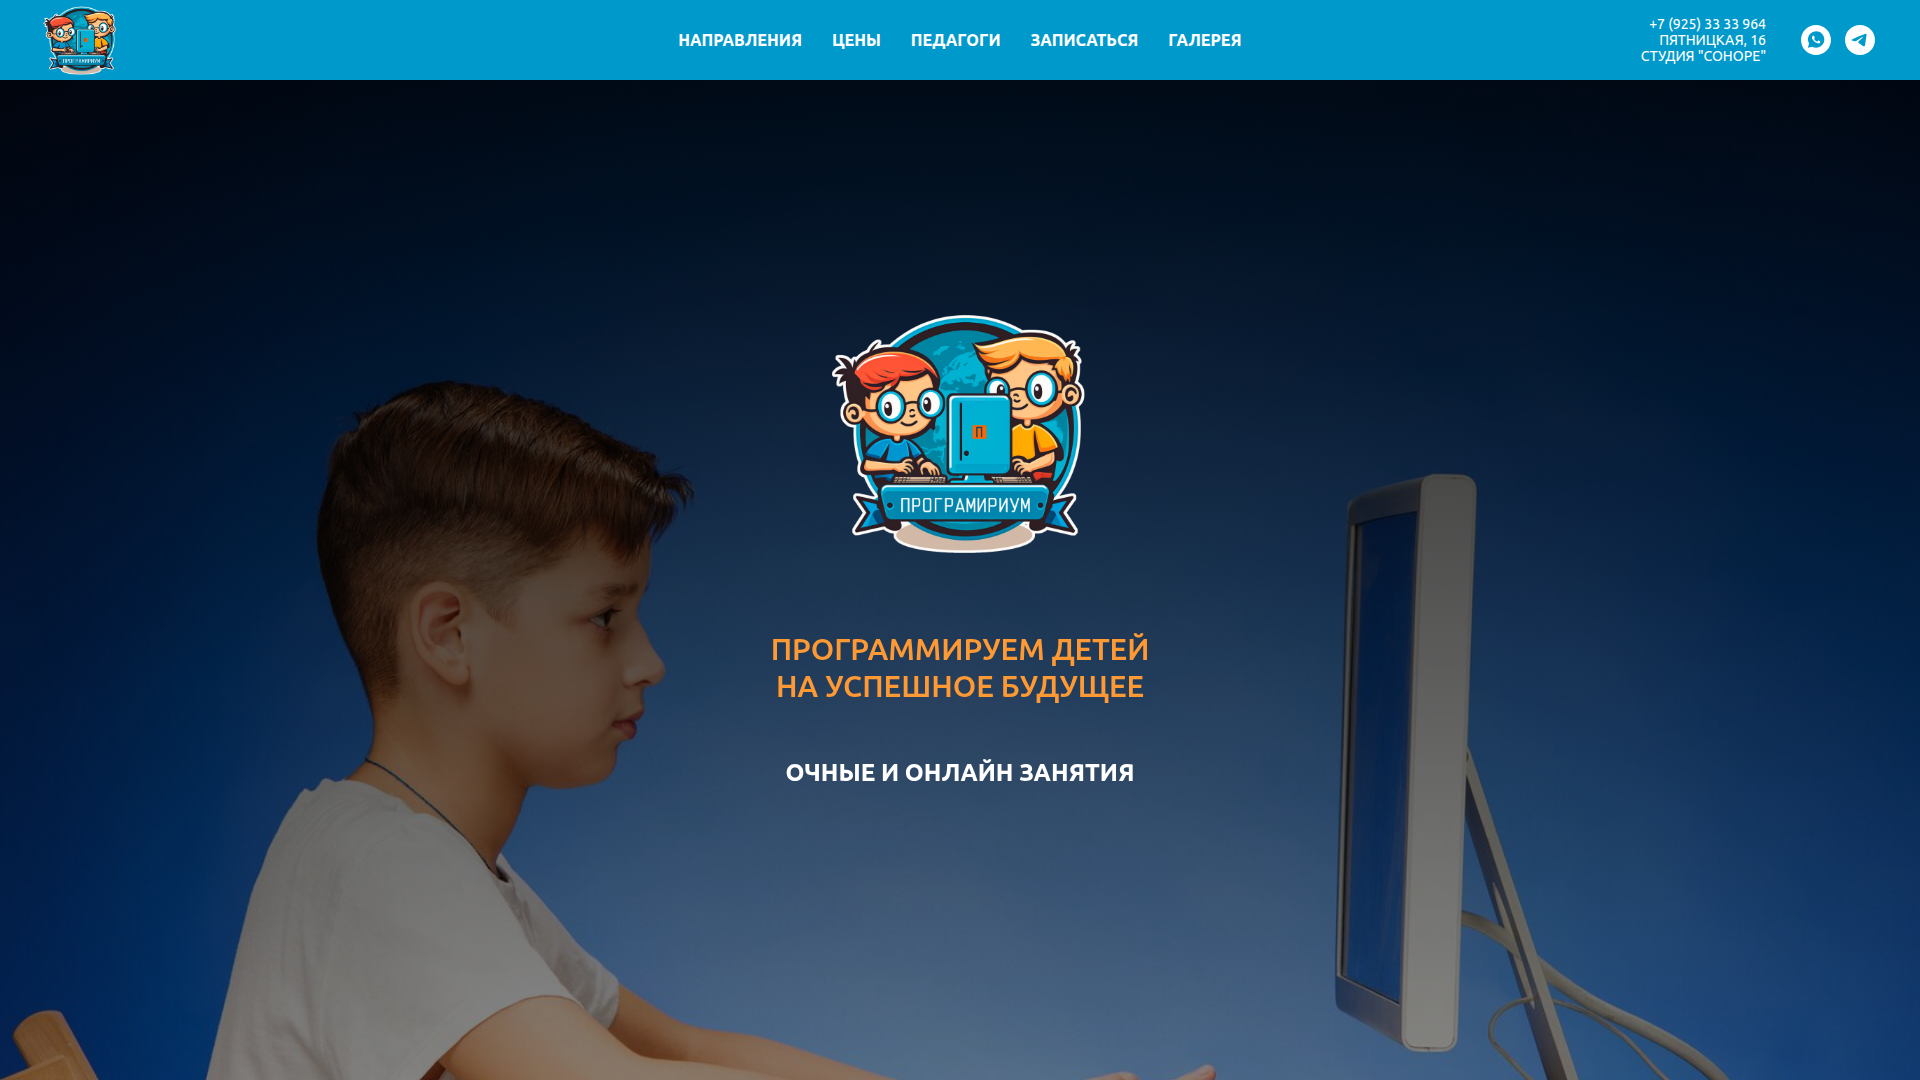 ПРОГРАМИРИУМ
НАПРАВЛЕНИЯ ЦЕНЫ ПЕДАГОГИ ЗАПИСАТЬСЯ ГАЛЕРЕЯ
+7 (925) 33 33 964
ПЯТНИЦКАЯ, 16
СТУДИЯ "СОНОРЕ"
П
ПРОГРАМИРИУМ
ПРОГРАММИРУЕМ ДЕТЕЙ
НА УСПЕШНОЕ БУДУЩЕЕ
ОЧНЫЕ И ОНЛАЙН ЗАНЯТИЯ